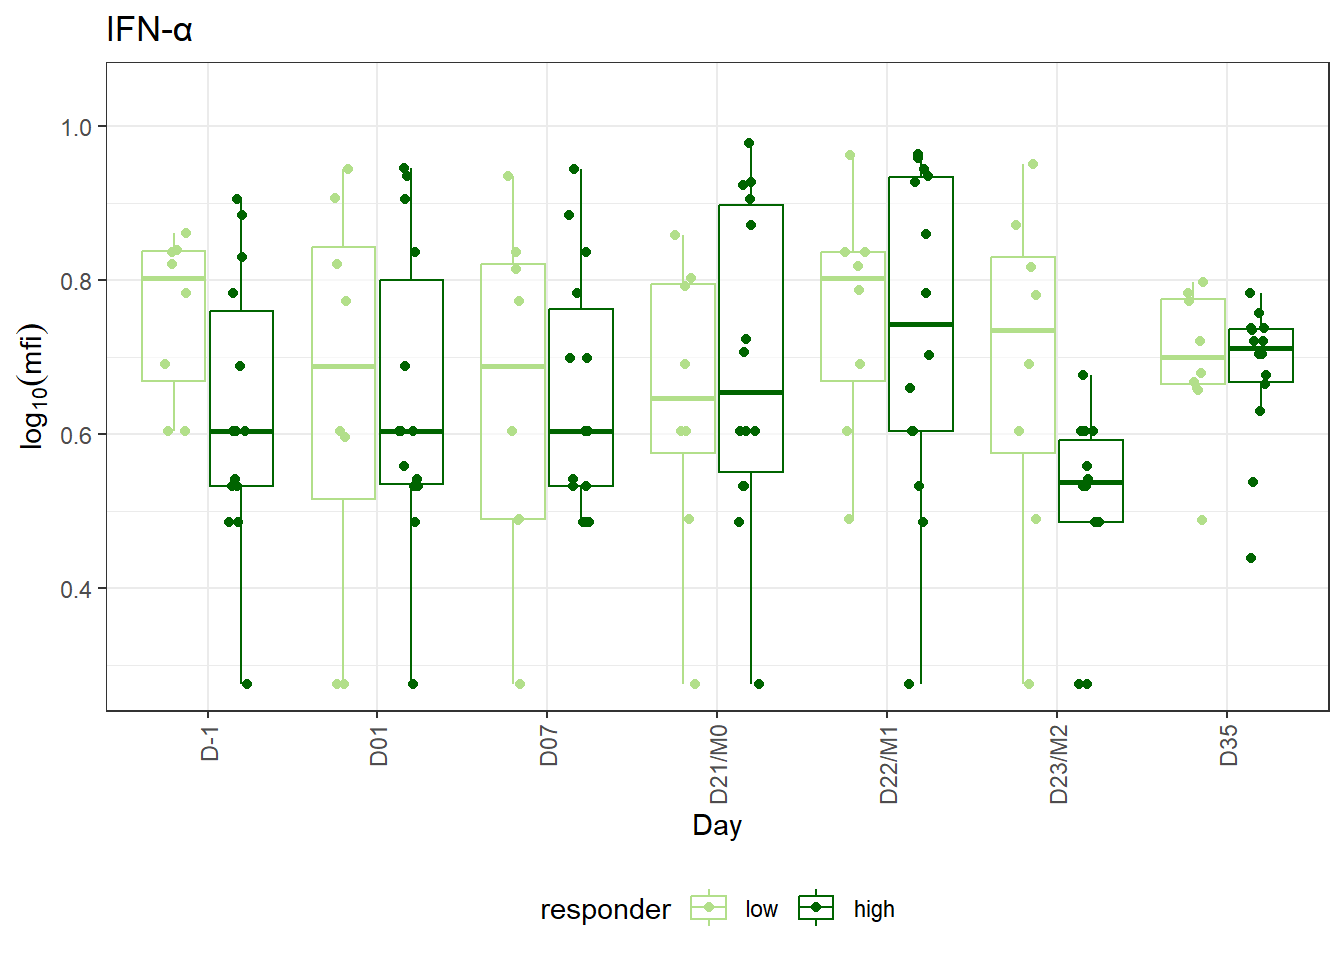 IFN-α
1.0
0.8
0.6
0.4
log₁₀(mfi)
D-1
D01
D07
D21/M0
D22/M1
D23/M2
D35
Day
responder low high